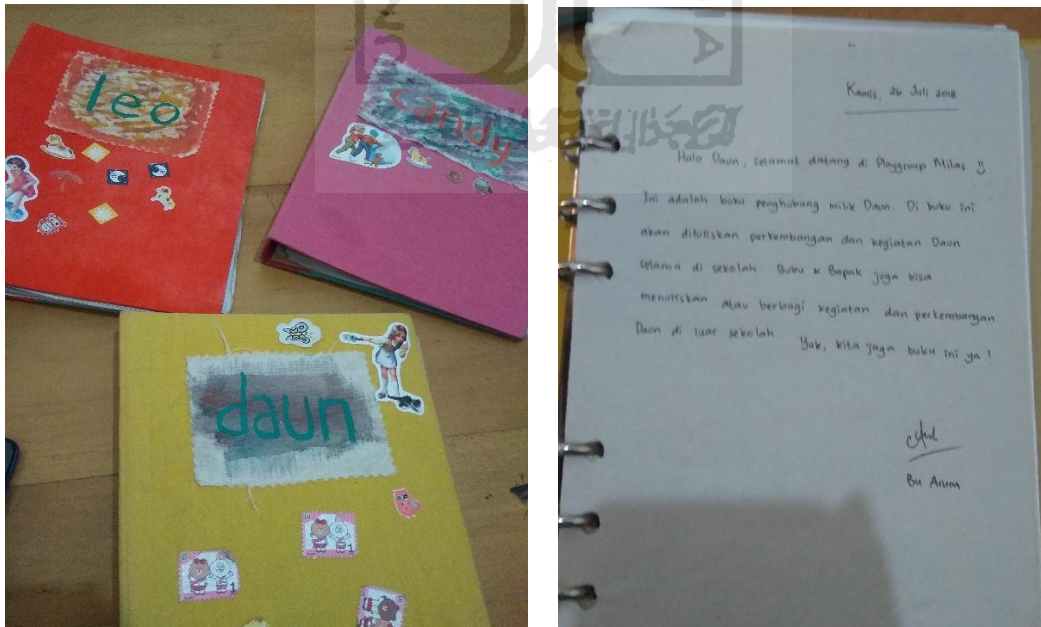 leo
candy
daun
Kamis, 26 Juli 2018
Halo Daun, selamat datang di Playgroup Milas :)
Ini adalah buku penghubung milik Daun. Di buku ini
akan dituliskan perkembangan dan kegiatan Daun
selama di sekolah. Bubu & Bapak juga bisa
menuliskan atau berbagi kegiatan dan perkembangan
Daun di luar sekolah. Yuk, kita jaga buku ini ya!
Bu Arum